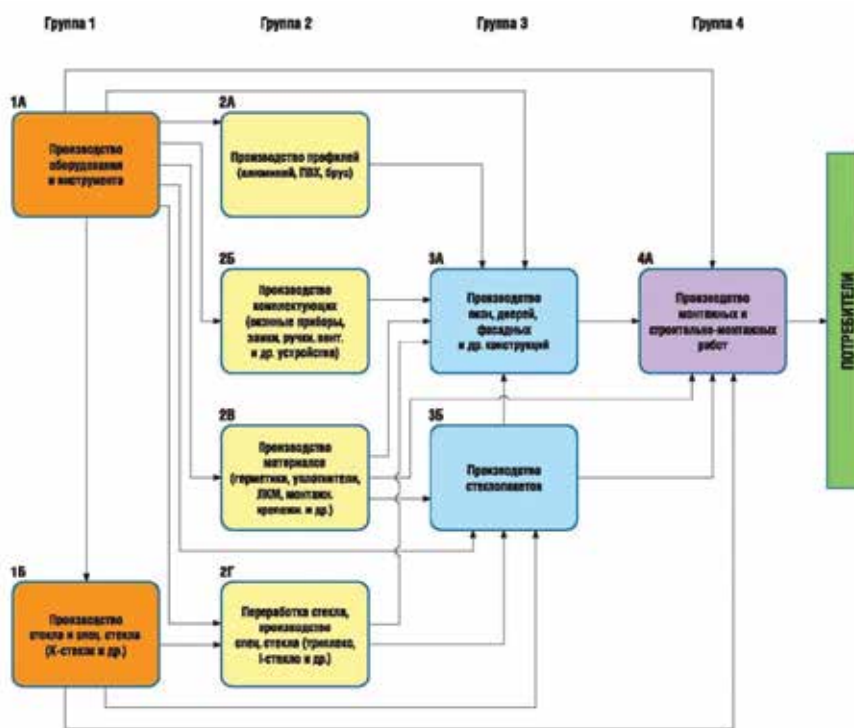 Группа 1
Группа 2
Группа 3
Группа 4
1А
Производство
оборудования
и инструмента
2А
Производство профилей
(алюминий, ПВХ, брус)
2Б
Производство
комплектующих
(оконные приборы,
замки, ручки, вент.
и др. устройства)
3А
Производство
окон, дверей,
фасадных
и др. конструкций
4А
Производство
монтажных и
строительно-монтажных
работ
ПОТРЕБИТЕЛИ
2В
Производство
материалов
(герметики, уплотнители,
ЛКМ, монтажн.
крепежн. и др.)
3Б
Производство
стеклопакетов
1Б
Производство
стекла и спец. стекла
(К-стекло и др.)
2Г
Переработка стекла,
производство
спец. стекла (триплекс,
I-стекло и др.)